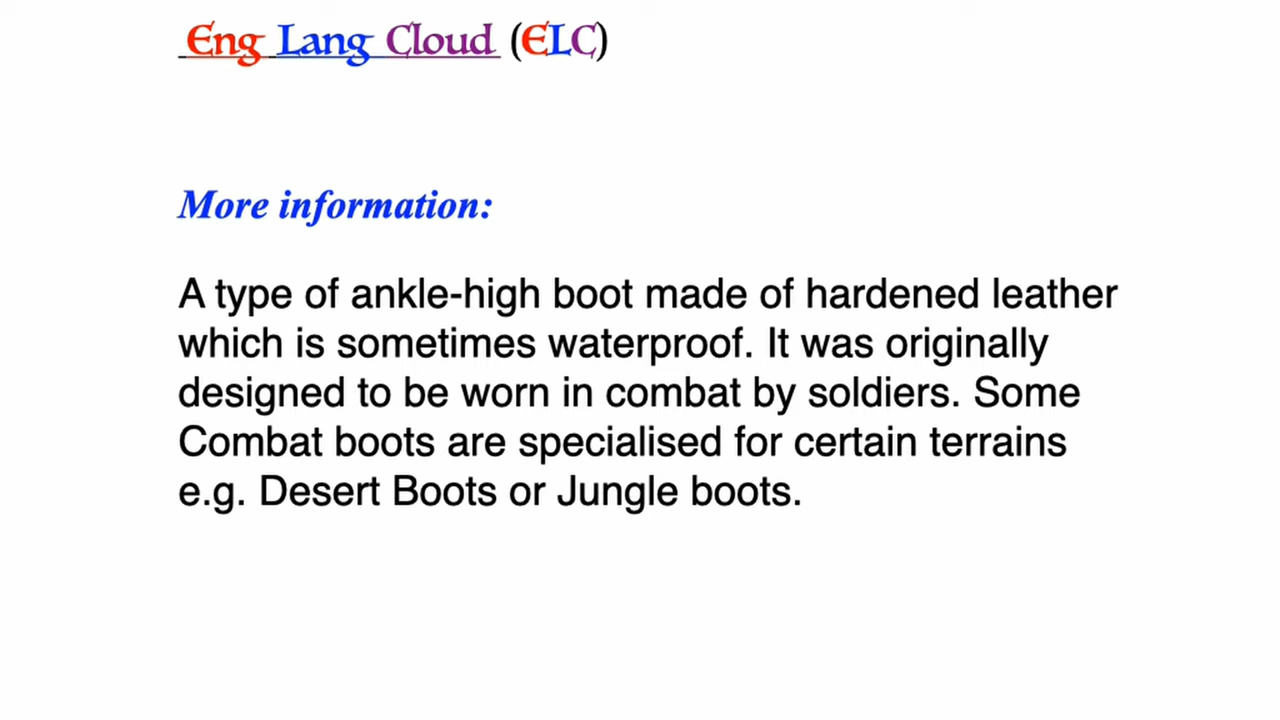 Eng Lang Cloud (ELC)
More information:
A type of ankle-high boot made of hardened leather
which is sometimes waterproof. It was originally
designed to be worn in combat by soldiers. Some
Combat boots are specialised for certain terrains
e.g. Desert Boots or Jungle boots.